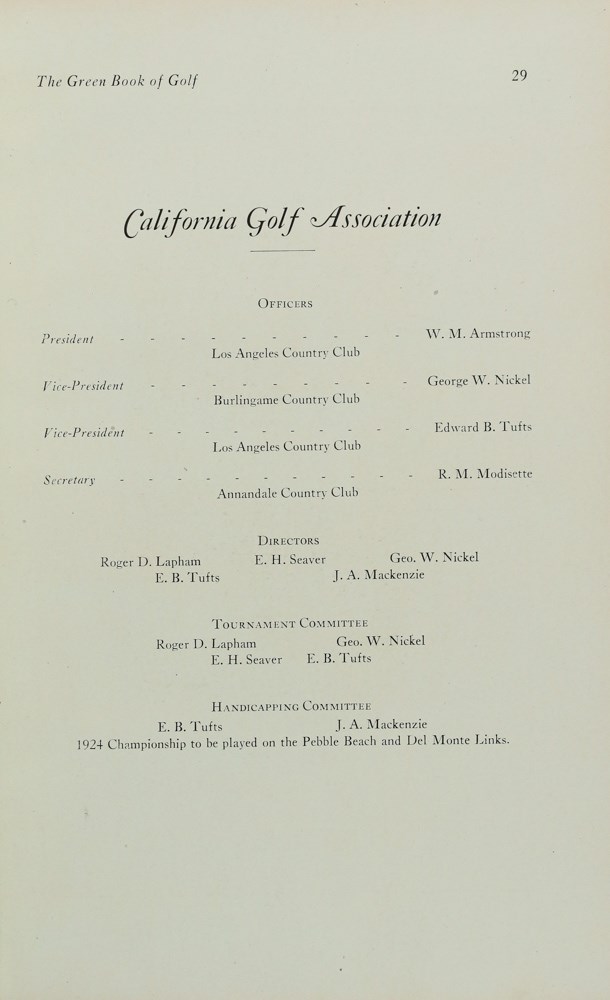 The Green Book of Golf 29
California Golf Association
Officers
President - - - - - - - - - - W. M. Armstrong
Los Angeles Country Club
Vice-President - - - - - - - - - George W. Nickel
Burlingame Country Club
Vice-President - - - - - - - - - - Edward B. Tufts
Los Angeles Country Club
Secretary - - - - - - - - - - - R. M. Modisette
Annandale Country Club
Directors
Roger D. Lapham E. H. Seaver Geo. W. Nickel
E. B. Tufts J. A. Mackenzie
Tournament Committee
Roger D. Lapham Geo. W. Nickel
E. H. Seaver E. B. Tufts
Handicapping Committee
E. B. Tufts J. A. Mackenzie
1924 Championship to be played on the Pebble Beach and Del Monte Links.